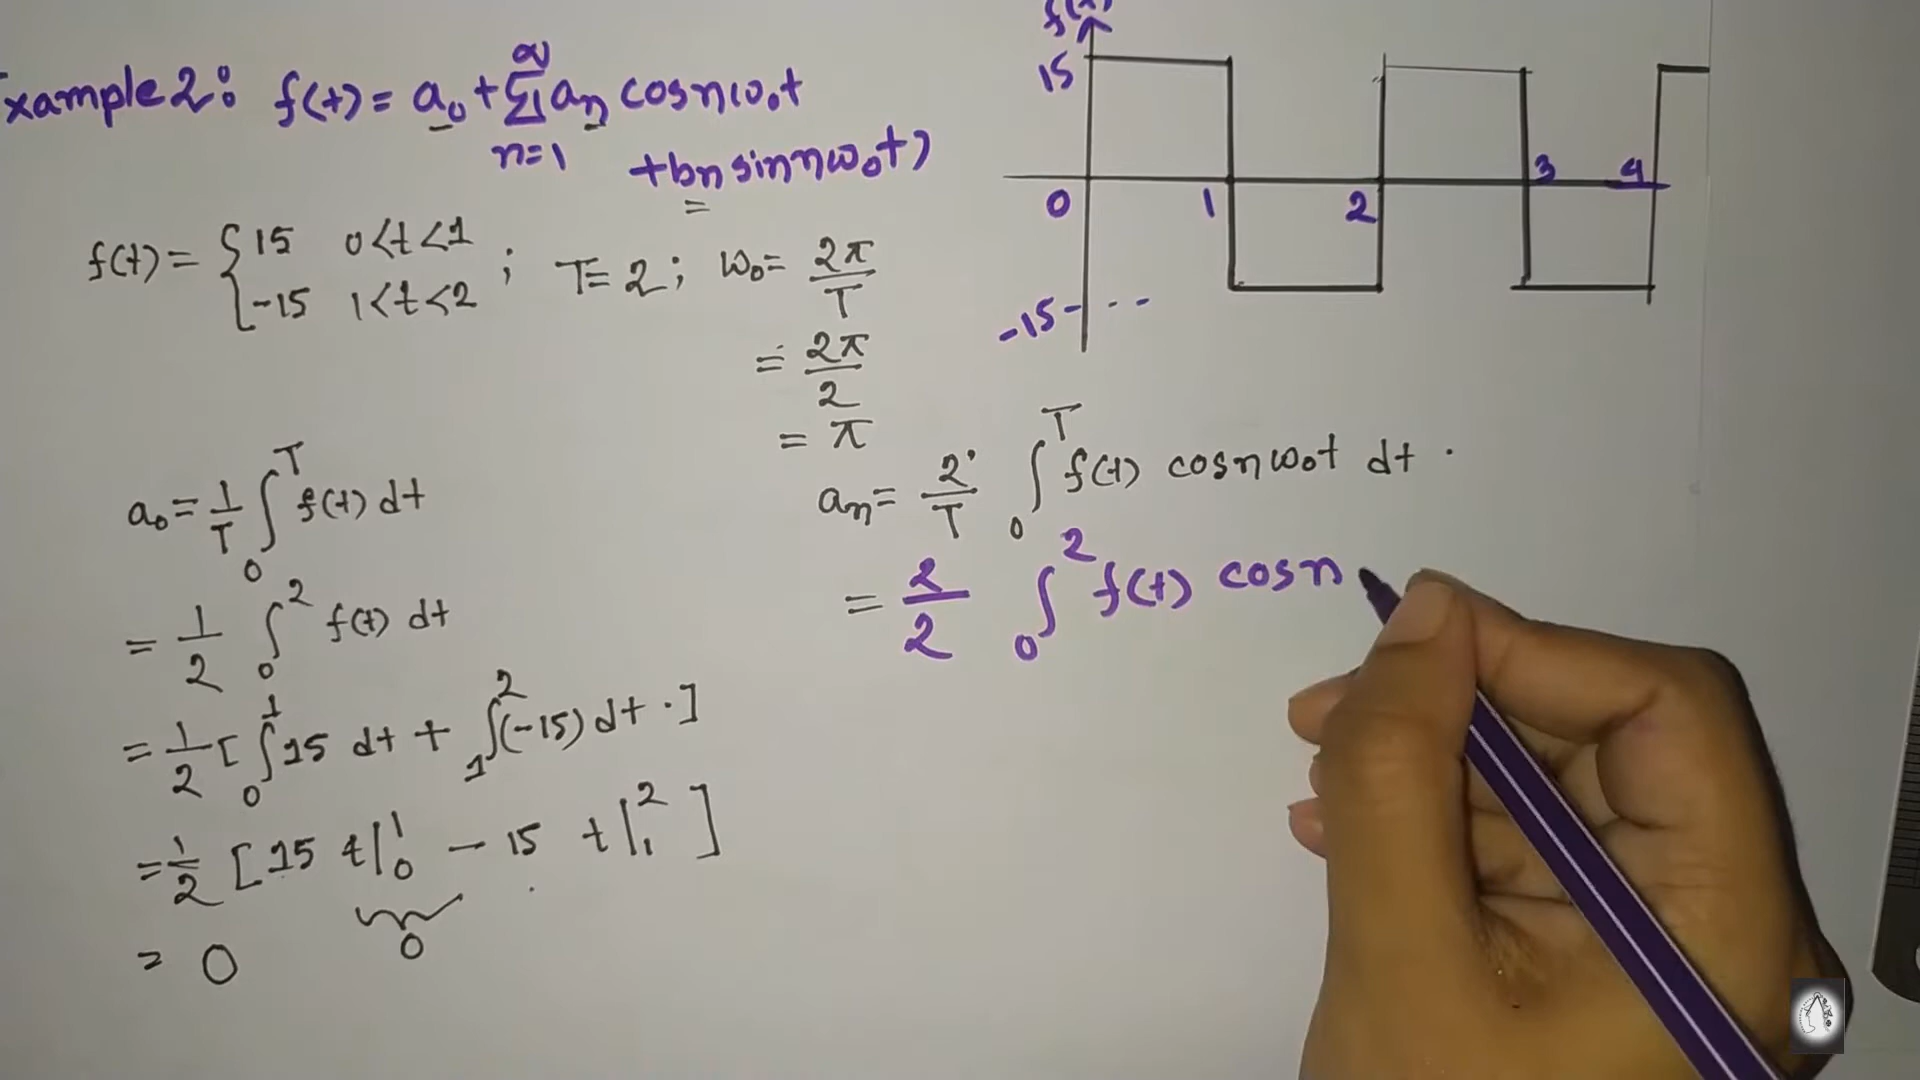 Example 2: f(t) = a₀ + ∑ aₙ cos nω₀t
∞
n=1
+ bₙ sin nω₀t)
=
f(t) = { 15 0<t<1
-15 1<t<2 ; T = 2 ; ω₀ = 2π/T
= 2π/2
= π
a₀ = 1/T ∫₀ᵀ f(t) dt
= 1/2 ∫₀² f(t) dt
= 1/2 [ ∫₀¹ 15 dt + ∫₁² (-15) dt · ]
= 1/2 [ 15 t|₀¹ - 15 t|₁² ]
0
= 0
f(t)
15
0 1 2 3 4
-15 - - -
aₙ = 2/T ∫₀ᵀ f(t) cos nω₀t dt ·
= 2/2 ∫₀² f(t) cos n